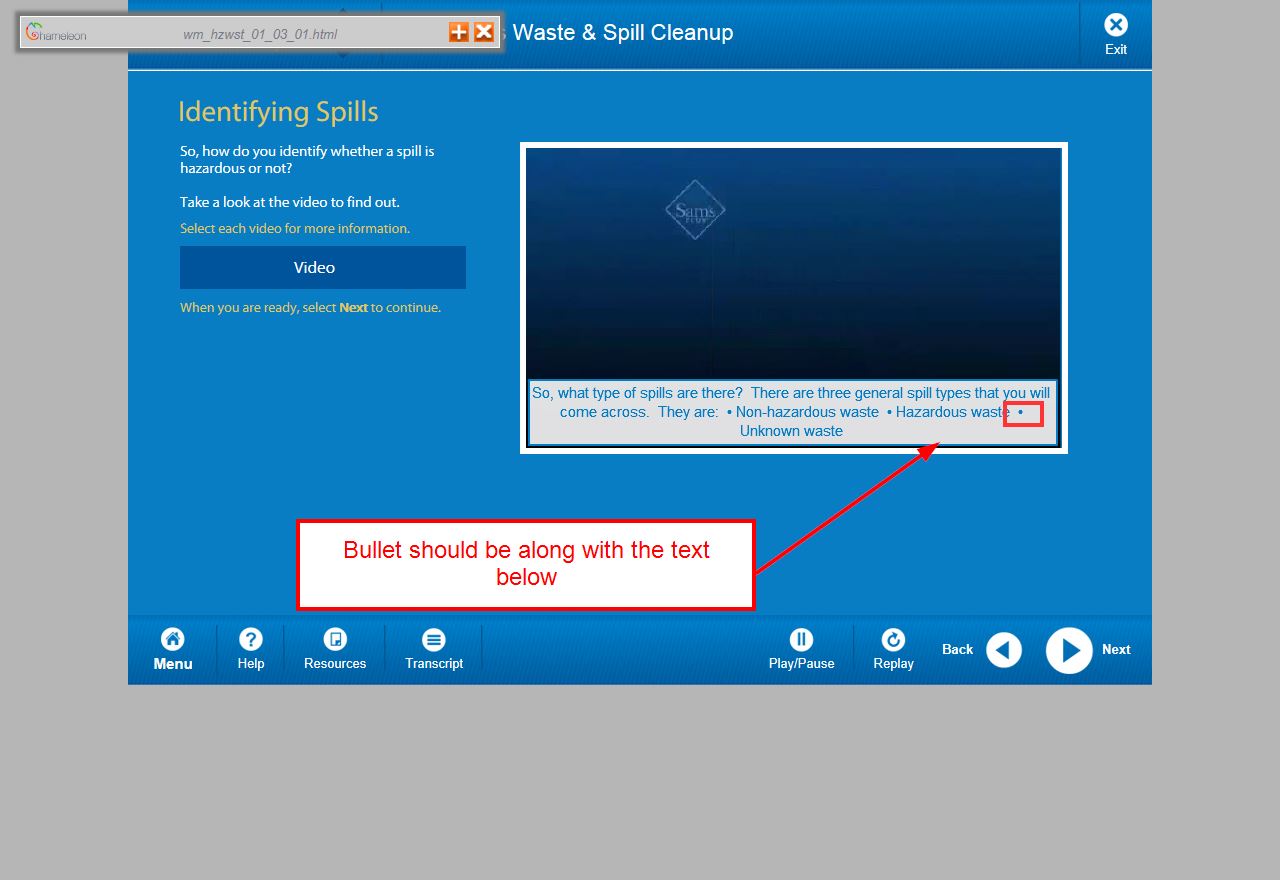 Chameleon
wm_hzwst_01_03_01.html
s Waste & Spill Cleanup
Exit
Identifying Spills
So, how do you identify whether a spill is
hazardous or not?
Take a look at the video to find out.
Select each video for more information.
Video
When you are ready, select Next to continue.
Sam's
CLUB
So, what type of spills are there?  There are three general spill types that you will
come across.  They are:  • Non-hazardous waste  • Hazardous waste  •
Unknown waste
Bullet should be along with the text
below
Menu
Help
Resources
Transcript
Play/Pause
Replay
Back
Next